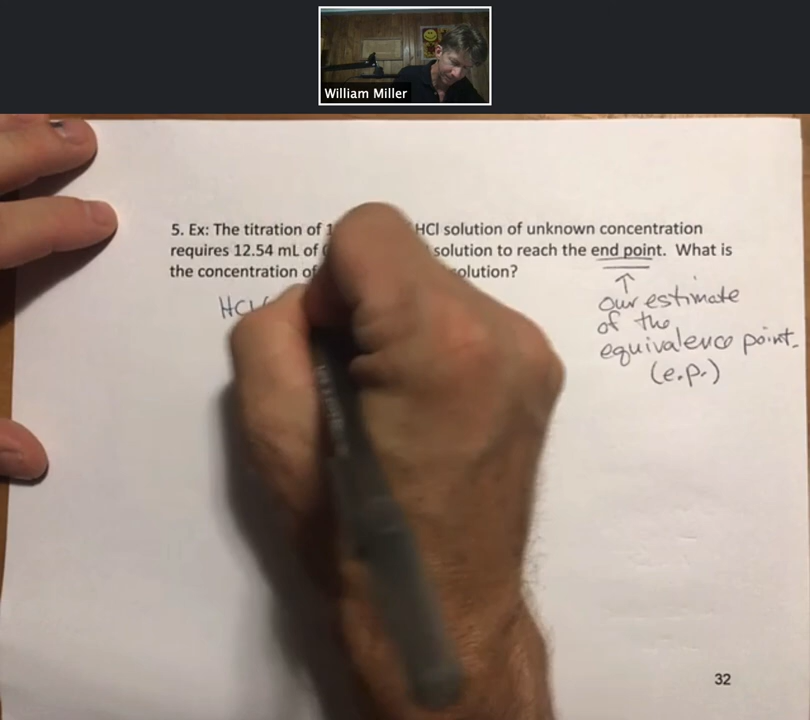 William Miller
5. Ex: The titration of HCl solution of unknown concentration
requires 12.54 mL of solution to reach the end point. What is
the concentration of solution?
HCl
↑
our estimate
of the
equivalence point.
(e.p.)
32